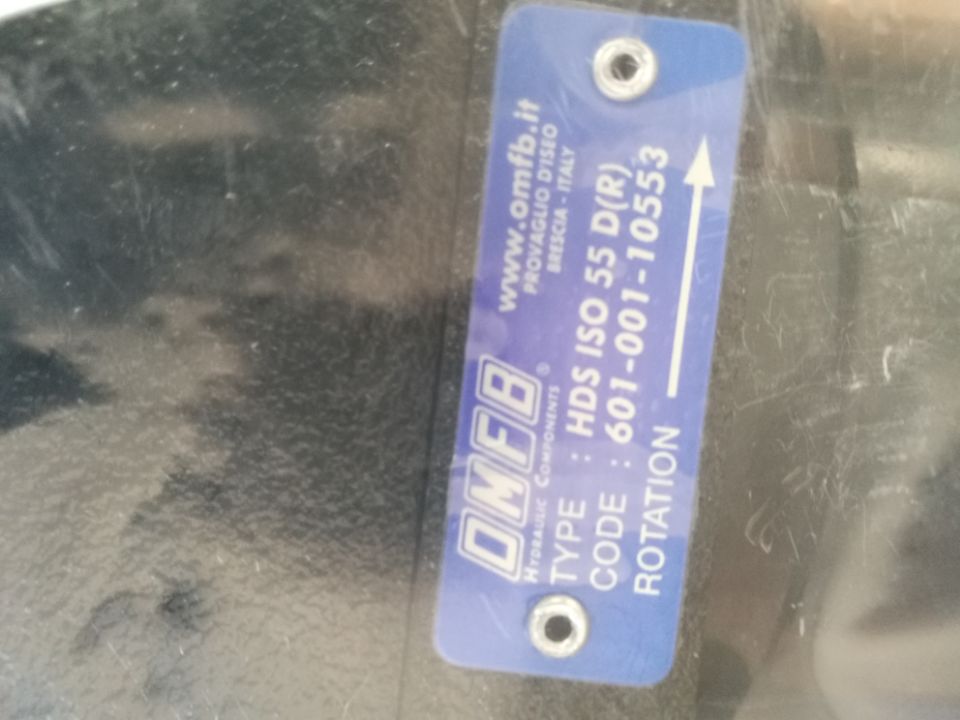 OMFB®
HYDRAULIC COMPONENTS
www.omfb.it
PROVAGLIO D'ISEO
BRESCIA - ITALY
TYPE : HDS ISO 55 D(R)
CODE : 601-001-10553
ROTATION